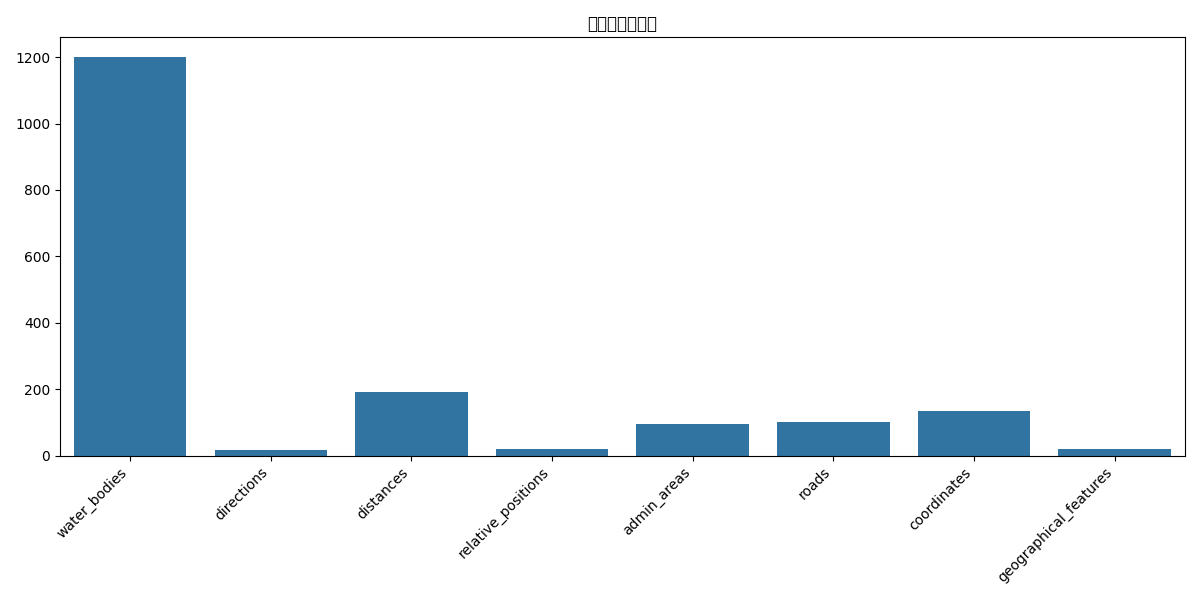 1200
1000
800
600
400
200
0
water_bodies
directions
distances
relative_positions
admin_areas
roads
coordinates
geographical_features